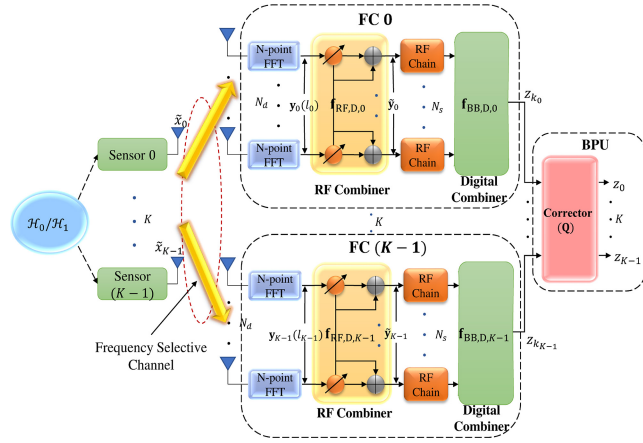 FC 0
N-point
FFT
RF
Chain
N_d
y_0(l_0)
f_RF,D,0
ỹ_0
N_s
f_BB,D,0
N-point
FFT
RF
Chain
RF Combiner
Digital
Combiner
z_{k_0}
x̃_0
Sensor 0
ℋ_0/ℋ_1
K
x̃_{K−1}
Sensor
(K−1)
Frequency Selective
Channel
K
BPU
Corrector
(Q)
z_0
K
z_{K−1}
FC (K−1)
N-point
FFT
RF
Chain
N_d
y_{K−1}(l_{K−1})
f_RF,D,K−1
ỹ_{K−1}
N_s
f_BB,D,K−1
N-point
FFT
RF
Chain
RF Combiner
Digital
Combiner
z_{k_{K−1}}